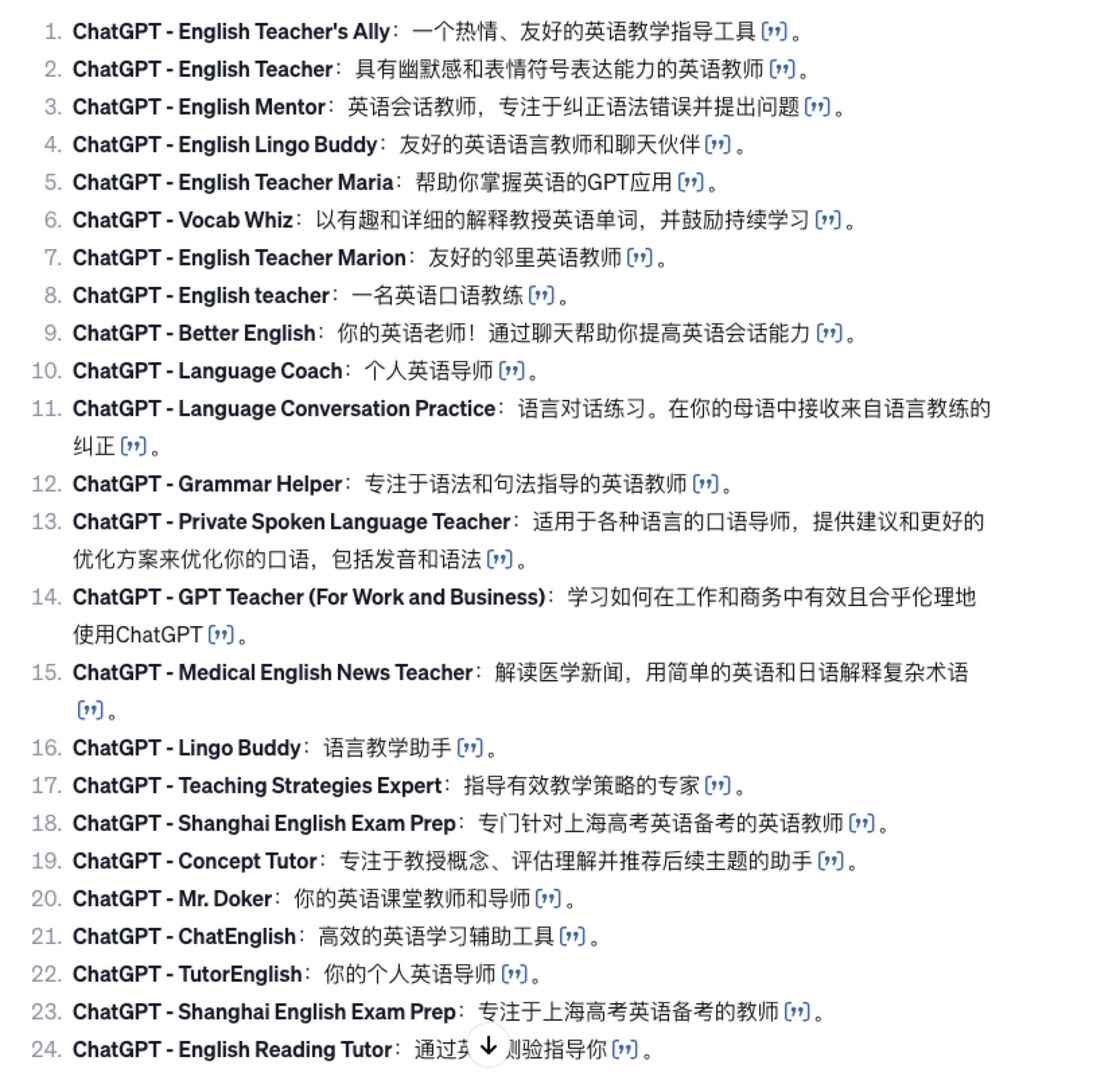 1. ChatGPT - English Teacher's Ally：一个热情、友好的英语教学指导工具【”】。
2. ChatGPT - English Teacher：具有幽默感和表情符号表达能力的英语教师【”】。
3. ChatGPT - English Mentor：英语会话教师，专注于纠正语法错误并提出问题【”】。
4. ChatGPT - English Lingo Buddy：友好的英语语言教师和聊天伙伴【”】。
5. ChatGPT - English Teacher Maria：帮助你掌握英语的GPT应用【”】。
6. ChatGPT - Vocab Whiz：以有趣和详细的解释教授英语单词，并鼓励持续学习【”】。
7. ChatGPT - English Teacher Marion：友好的邻里英语教师【”】。
8. ChatGPT - English teacher：一名英语口语教练【”】。
9. ChatGPT - Better English：你的英语老师！通过聊天帮助你提高英语会话能力【”】。
10. ChatGPT - Language Coach：个人英语导师【”】。
11. ChatGPT - Language Conversation Practice：语言对话练习。在你的母语中接收来自语言教练的
纠正【”】。
12. ChatGPT - Grammar Helper：专注于语法和句法指导的英语教师【”】。
13. ChatGPT - Private Spoken Language Teacher：适用于各种语言的口语导师，提供建议和更好的
优化方案来优化你的口语，包括发音和语法【”】。
14. ChatGPT - GPT Teacher (For Work and Business)：学习如何在工作和商务中有效且合乎伦理地
使用ChatGPT【”】。
15. ChatGPT - Medical English News Teacher：解读医学新闻，用简单的英语和日语解释复杂术语
【”】。
16. ChatGPT - Lingo Buddy：语言教学助手【”】。
17. ChatGPT - Teaching Strategies Expert：指导有效教学策略的专家【”】。
18. ChatGPT - Shanghai English Exam Prep：专门针对上海高考英语备考的英语教师【”】。
19. ChatGPT - Concept Tutor：专注于教授概念、评估理解并推荐后续主题的助手【”】。
20. ChatGPT - Mr. Doker：你的英语课堂教师和导师【”】。
21. ChatGPT - ChatEnglish：高效的英语学习辅助工具【”】。
22. ChatGPT - TutorEnglish：你的个人英语导师【”】。
23. ChatGPT - Shanghai English Exam Prep：专注于上海高考英语备考的教师【”】。
24. ChatGPT - English Reading Tutor：通过英 测验指导你【”】。